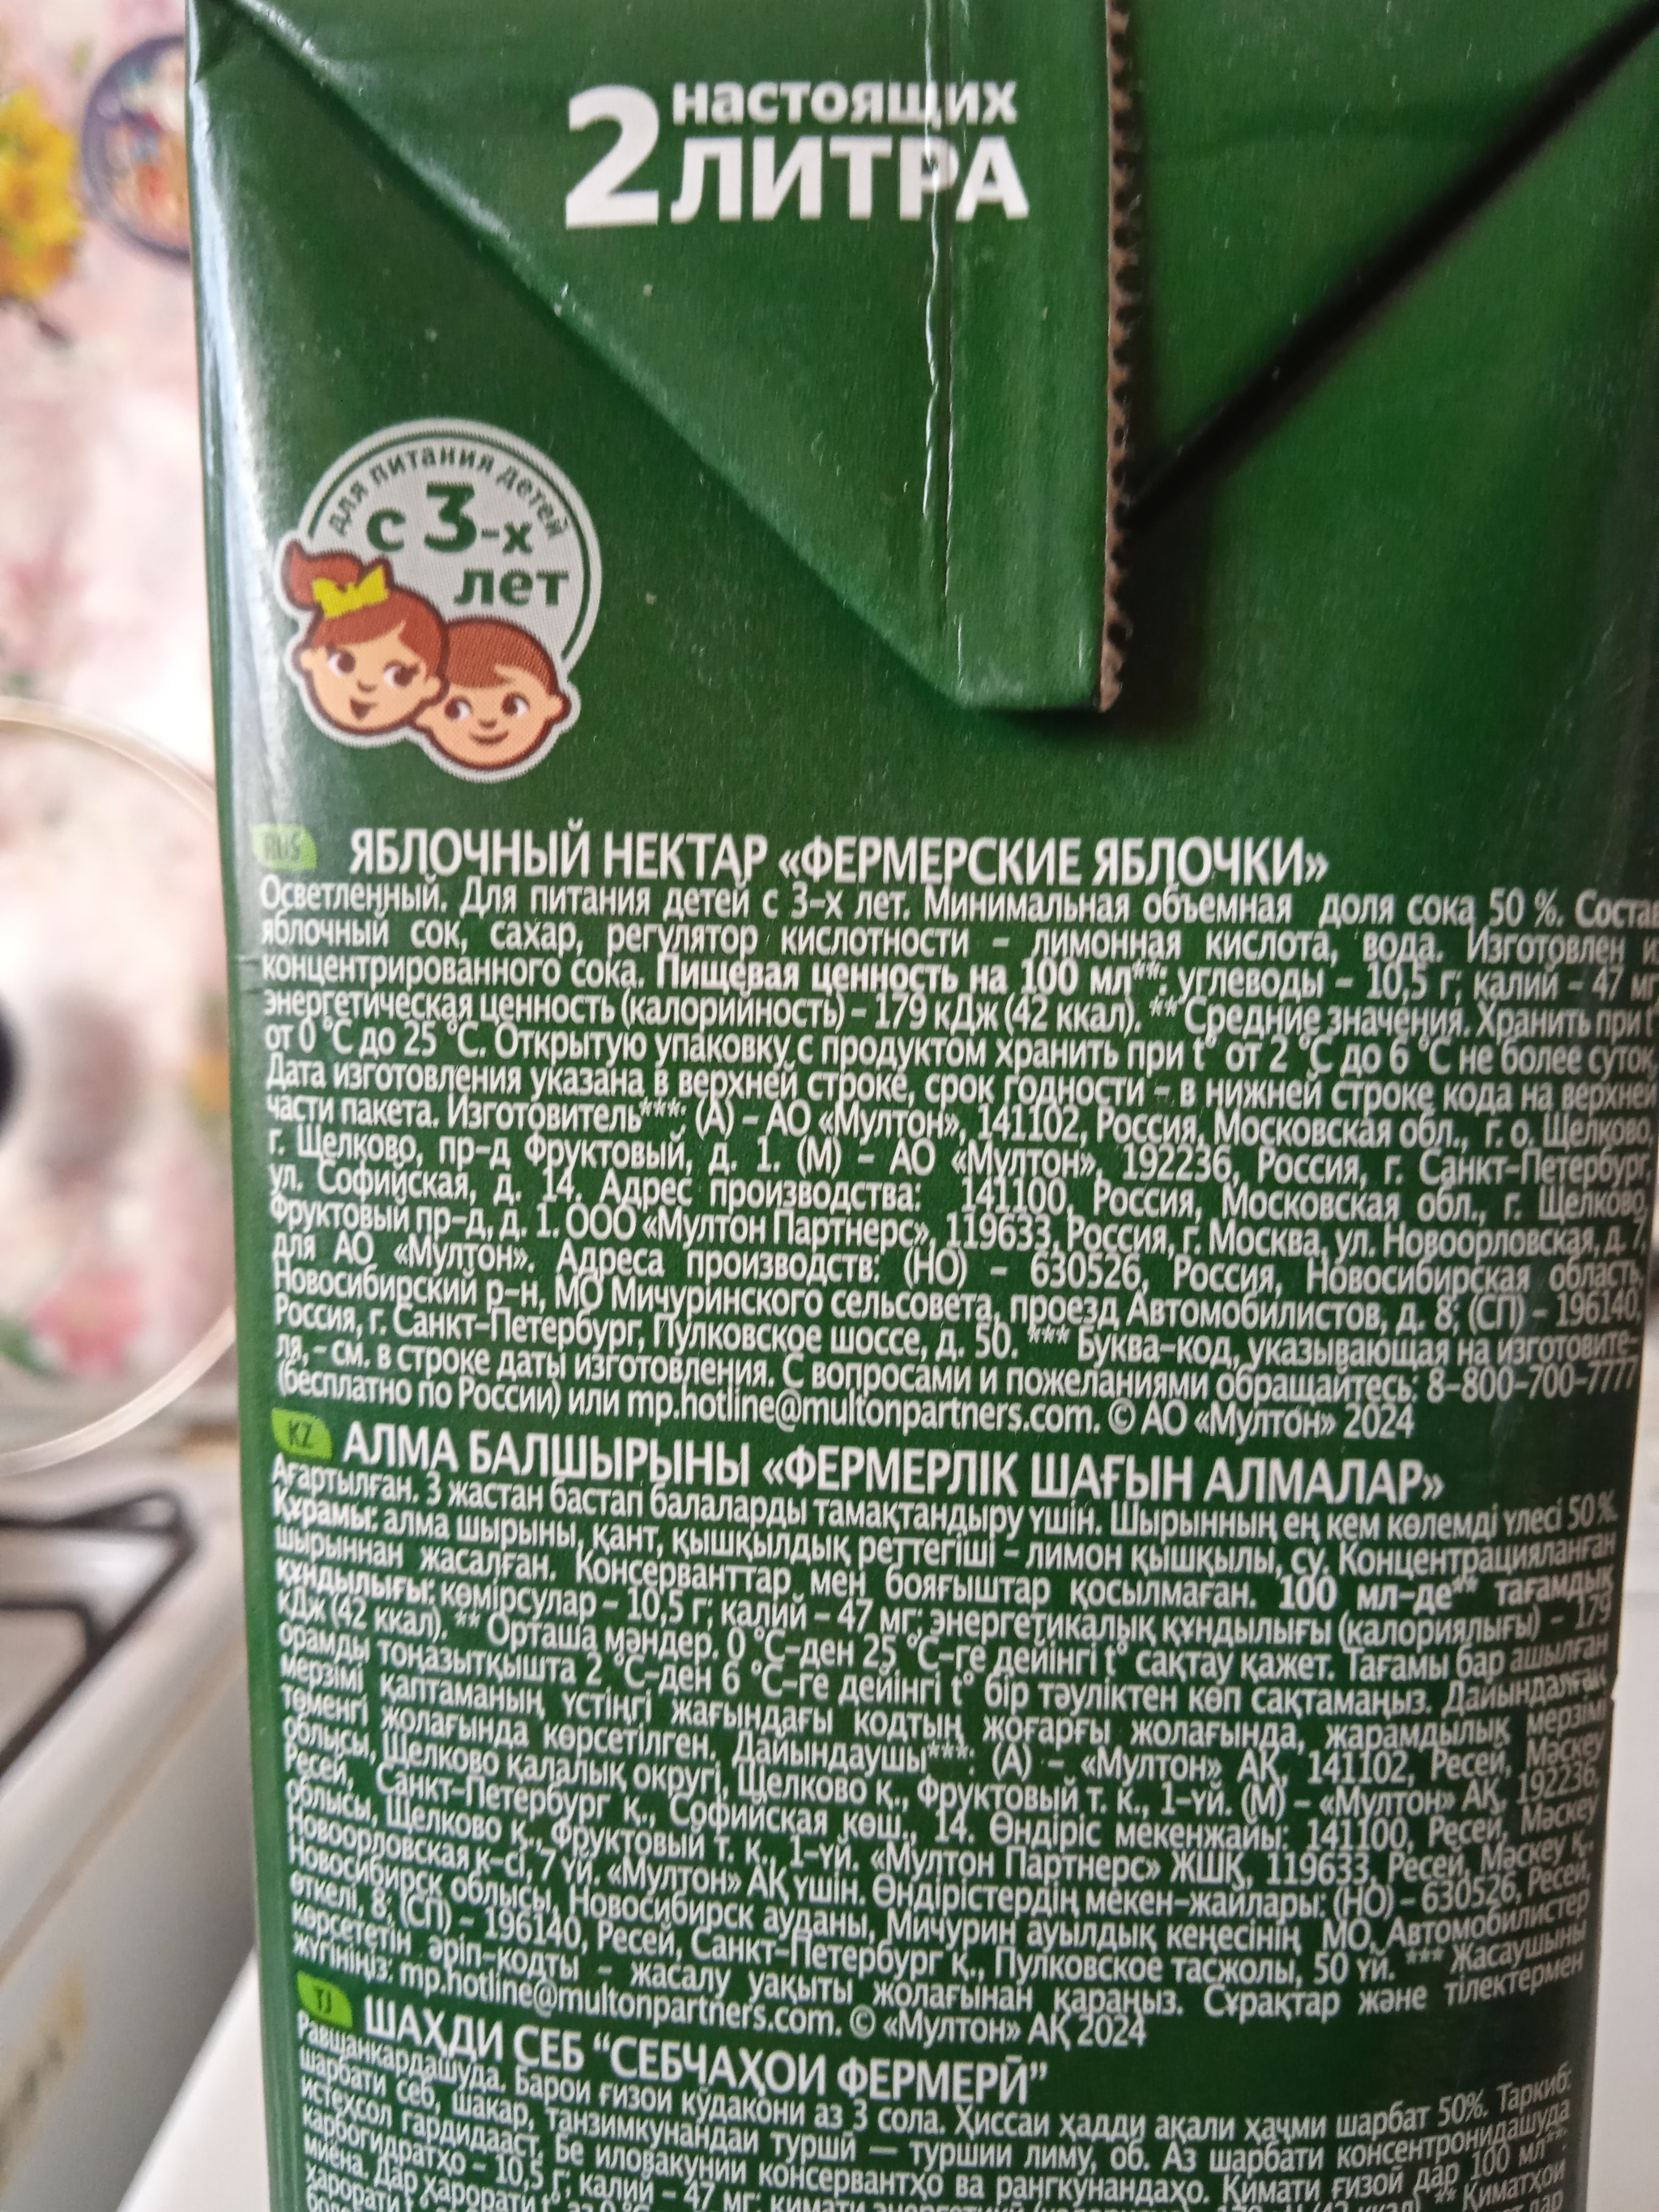 2 настоящих
ЛИТРА
для питания детей
с 3-х
лет
RUS
ЯБЛОЧНЫЙ НЕКТАР «ФЕРМЕРСКИЕ ЯБЛОЧКИ»
Осветленный. Для питания детей с 3-х лет. Минимальная объемная доля сока 50 %. Состав
яблочный сок, сахар, регулятор кислотности – лимонная кислота, вода. Изготовлен из
концентрированного сока. Пищевая ценность на 100 мл**: углеводы – 10,5 г; калий – 47 мг
энергетическая ценность (калорийность) – 179 кДж (42 ккал). ** Средние значения. Хранить при t°
от 0 °С до 25 °С. Открытую упаковку с продуктом хранить при t° от 2 °С до 6 °С не более суток.
Дата изготовления указана в верхней строке, срок годности – в нижней строке кода на верхней
части пакета. Изготовитель***: (А) – АО «Мултон», 141102, Россия, Московская обл., г. о. Щелково,
г. Щелково, пр-д Фруктовый, д. 1. (М) – АО «Мултон», 192236, Россия, г. Санкт-Петербург,
ул. Софийская, д. 14. Адрес производства: 141100, Россия, Московская обл., г. Щелково,
Фруктовый пр-д, д. 1. ООО «Мултон Партнерс», 119633, Россия, г. Москва, ул. Новоорловская, д. 7,
для АО «Мултон». Адреса производств: (НО) – 630526, Россия, Новосибирская область,
Новосибирский р-н, МО Мичуринского сельсовета, проезд Автомобилистов, д. 8; (СП) – 196140,
Россия, г. Санкт-Петербург, Пулковское шоссе, д. 50. *** Буква-код, указывающая на изготовите-
ля, – см. в строке даты изготовления. С вопросами и пожеланиями обращайтесь: 8-800-700-7777
(бесплатно по России) или mp.hotline@multonpartners.com. © АО «Мултон» 2024
KZ
АЛМА БАЛШЫРЫНЫ «ФЕРМЕРЛІК ШАҒЫН АЛМАЛАР»
Ағартылған. 3 жастан бастап балаларды тамақтандыру үшін. Шырынның ең кем көлемді үлесі 50 %.
Құрамы: алма шырыны, қант, қышқылдық реттегіші – лимон қышқылы, су. Концентрацияланған
шырыннан жасалған. Консерванттар мен бояғыштар қосылмаған. 100 мл-де** тағамдық
құндылығы: көмірсулар – 10,5 г; калий – 47 мг; энергетикалық құндылығы (калориялығы) – 179
кДж (42 ккал). ** Орташа мәндер. 0 °С-ден 25 °С-ге дейінгі t° сақтау қажет. Тағамы бар ашылған
орамды тоңазытқышта 2 °С-ден 6 °С-ге дейінгі t° бір тәуліктен көп сақтамаңыз. Дайындалған
мерзімі қаптаманың үстіңгі жағындағы кодтың жоғарғы жолағында, жарамдылық мерзімі
төменгі жолағында көрсетілген. Дайындаушы***: (А) – «Мултон» АҚ, 141102, Ресей, Мәскеу
облысы, Щелково қалалық округі, Щелково қ., Фруктовый т. к., 1-үй. (М) – «Мултон» АҚ, 192236,
Ресей, Санкт-Петербург қ., Софийская көш., 14. Өндіріс мекенжайы: 141100, Ресей, Мәскеу
облысы, Щелково қ., Фруктовый т. к., 1-үй. «Мултон Партнерс» ЖШҚ, 119633, Ресей, Мәскеу қ.,
Новоорловская к-сі, 7 үй. «Мултон» АҚ үшін. Өндірістердің мекен-жайлары: (НО) – 630526, Ресей,
Новосибирск облысы, Новосибирск ауданы, Мичурин ауылдық кеңесінің МО, Автомобилистер
өткелі, 8; (СП) – 196140, Ресей, Санкт-Петербург қ., Пулковское тасжолы, 50 үй. *** Жасаушыны
көрсететін әріп-кодты – жасалу уақыты жолағынан қараңыз. Сұрақтар және тілектермен
жүгініңіз: mp.hotline@multonpartners.com. © «Мултон» АҚ 2024
TJ
ШАҲДИ СЕБ “СЕБЧАҲОИ ФЕРМЕРӢ”
Равшанкардашуда. Барои ғизои кӯдакони аз 3 сола. Ҳиссаи ҳадди ақали ҳаҷми шарбат 50%. Таркиб:
шарбати себ, шакар, танзимкунандаи туршӣ — туршии лиму, об. Аз шарбати консентронидашуда
истеҳсол гардидааст. Бе иловакунии консервантҳо ва рангкунандаҳо. Қимати ғизоӣ дар 100 мл**:
карбогидратҳо – 10,5 г; калий – 47 мг; қимати энергетикӣ (42 ккал) ** Қиматҳои
миёна. Дар ҳарорати t° аз 0 °С
ҳарорати